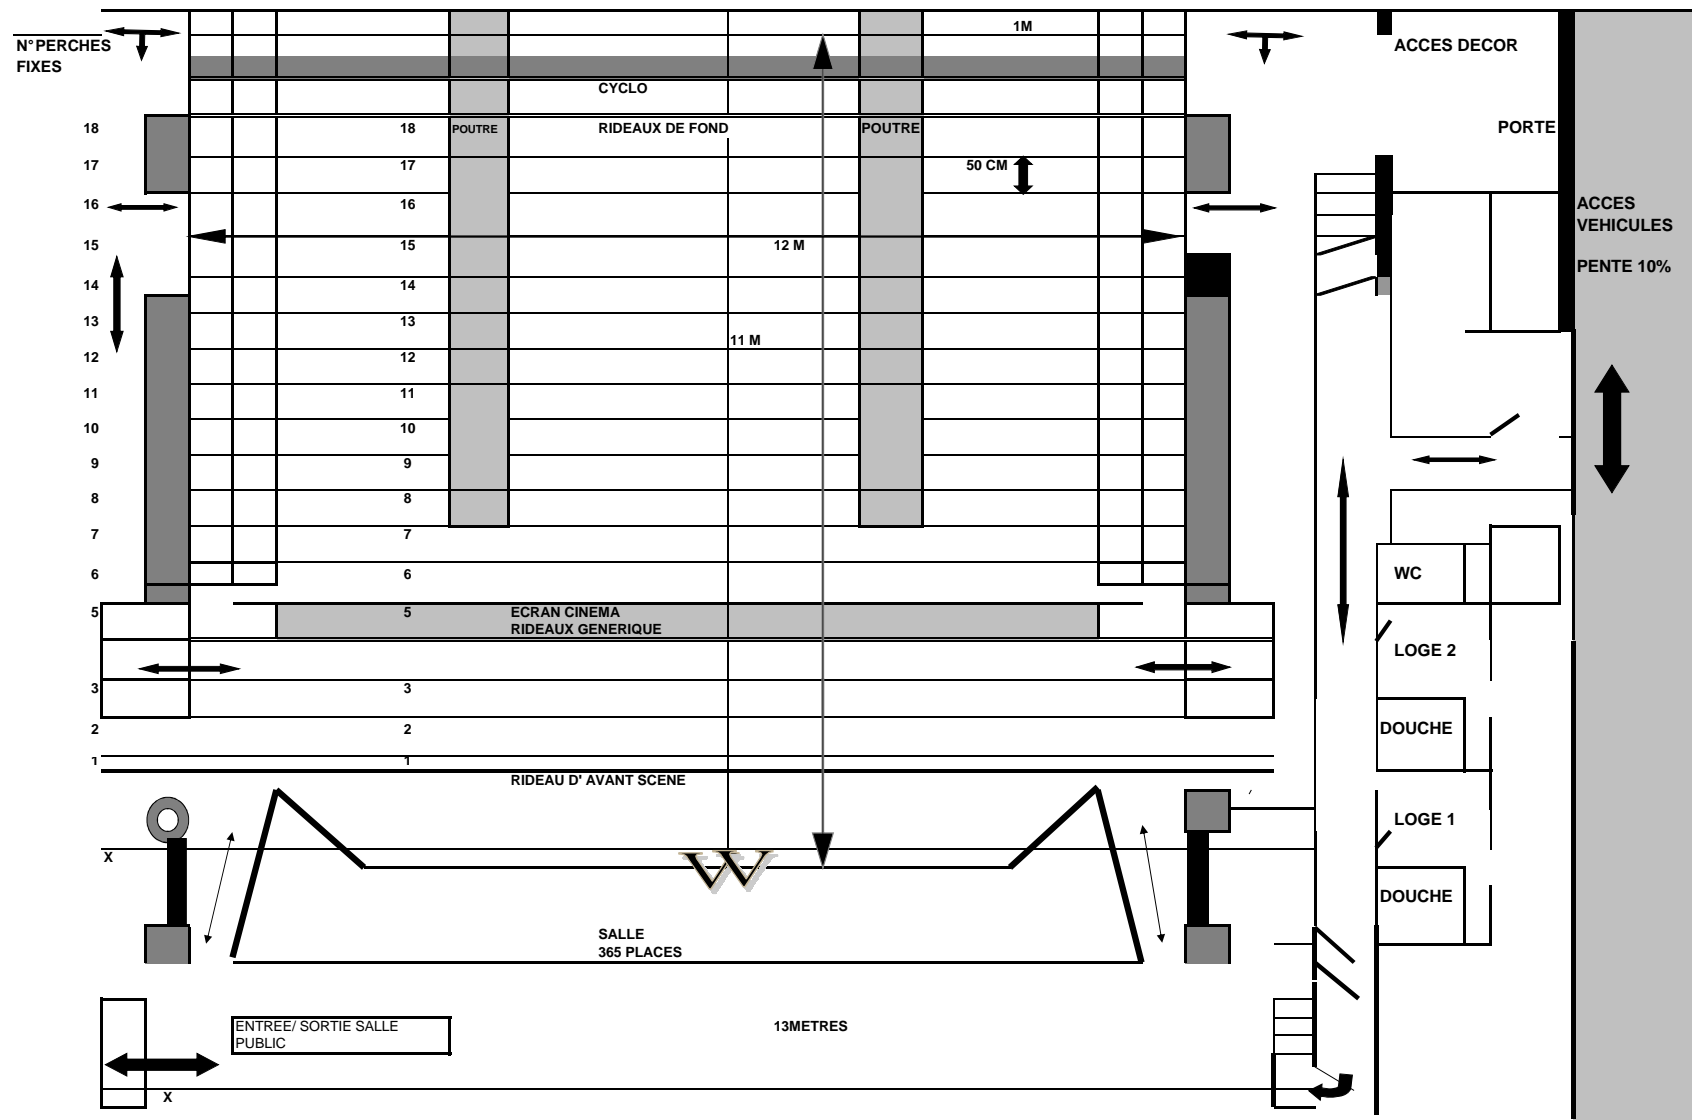 1M
N°PERCHES
FIXES
ACCES DECOR
CYCLO
18
18
POUTRE
RIDEAUX DE FOND
POUTRE
PORTE
17
17
50 CM
16
16
ACCES
VEHICULES
15
15
12 M
PENTE 10%
14
14
13
13
11 M
12
12
11
11
10
10
9
9
8
8
7
7
6
6
WC
5
5
ECRAN CINEMA
RIDEAUX GENERIQUE
LOGE 2
3
3
2
2
DOUCHE
1
1
RIDEAU D' AVANT SCENE
LOGE 1
X
W
DOUCHE
SALLE
365 PLACES
ENTREE/ SORTIE SALLE
PUBLIC
13METRES
X